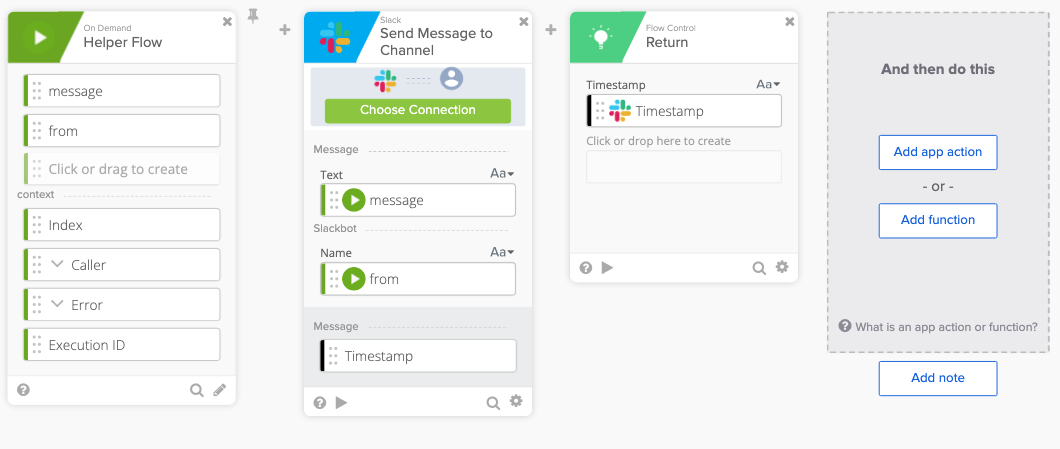 On Demand
Helper Flow
message
from
Click or drag to create
context
Index
Caller
Error
Execution ID
Slack
Send Message to
Channel
Choose Connection
Message
Text
Aa
message
Slackbot
Name
Aa
from
Message
Timestamp
Flow Control
Return
Timestamp
Aa
Timestamp
Click or drop here to create
And then do this
Add app action
- or -
Add function
What is an app action or function?
Add note